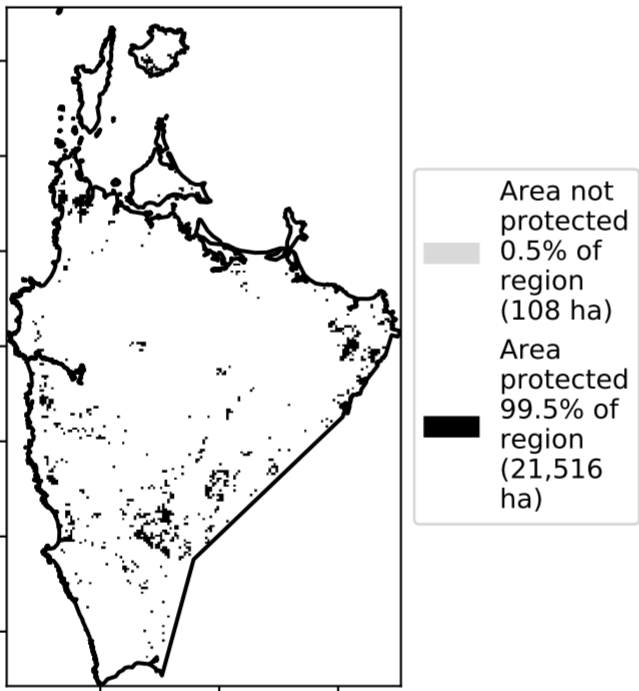 Area not
protected
0.5% of
region
(108 ha)
Area
protected
99.5% of
region
(21,516
ha)